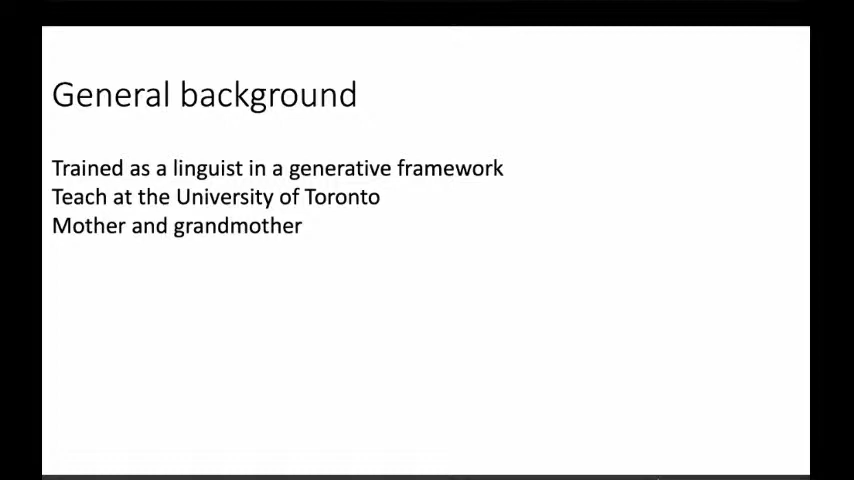 General background
Trained as a linguist in a generative framework
Teach at the University of Toronto
Mother and grandmother